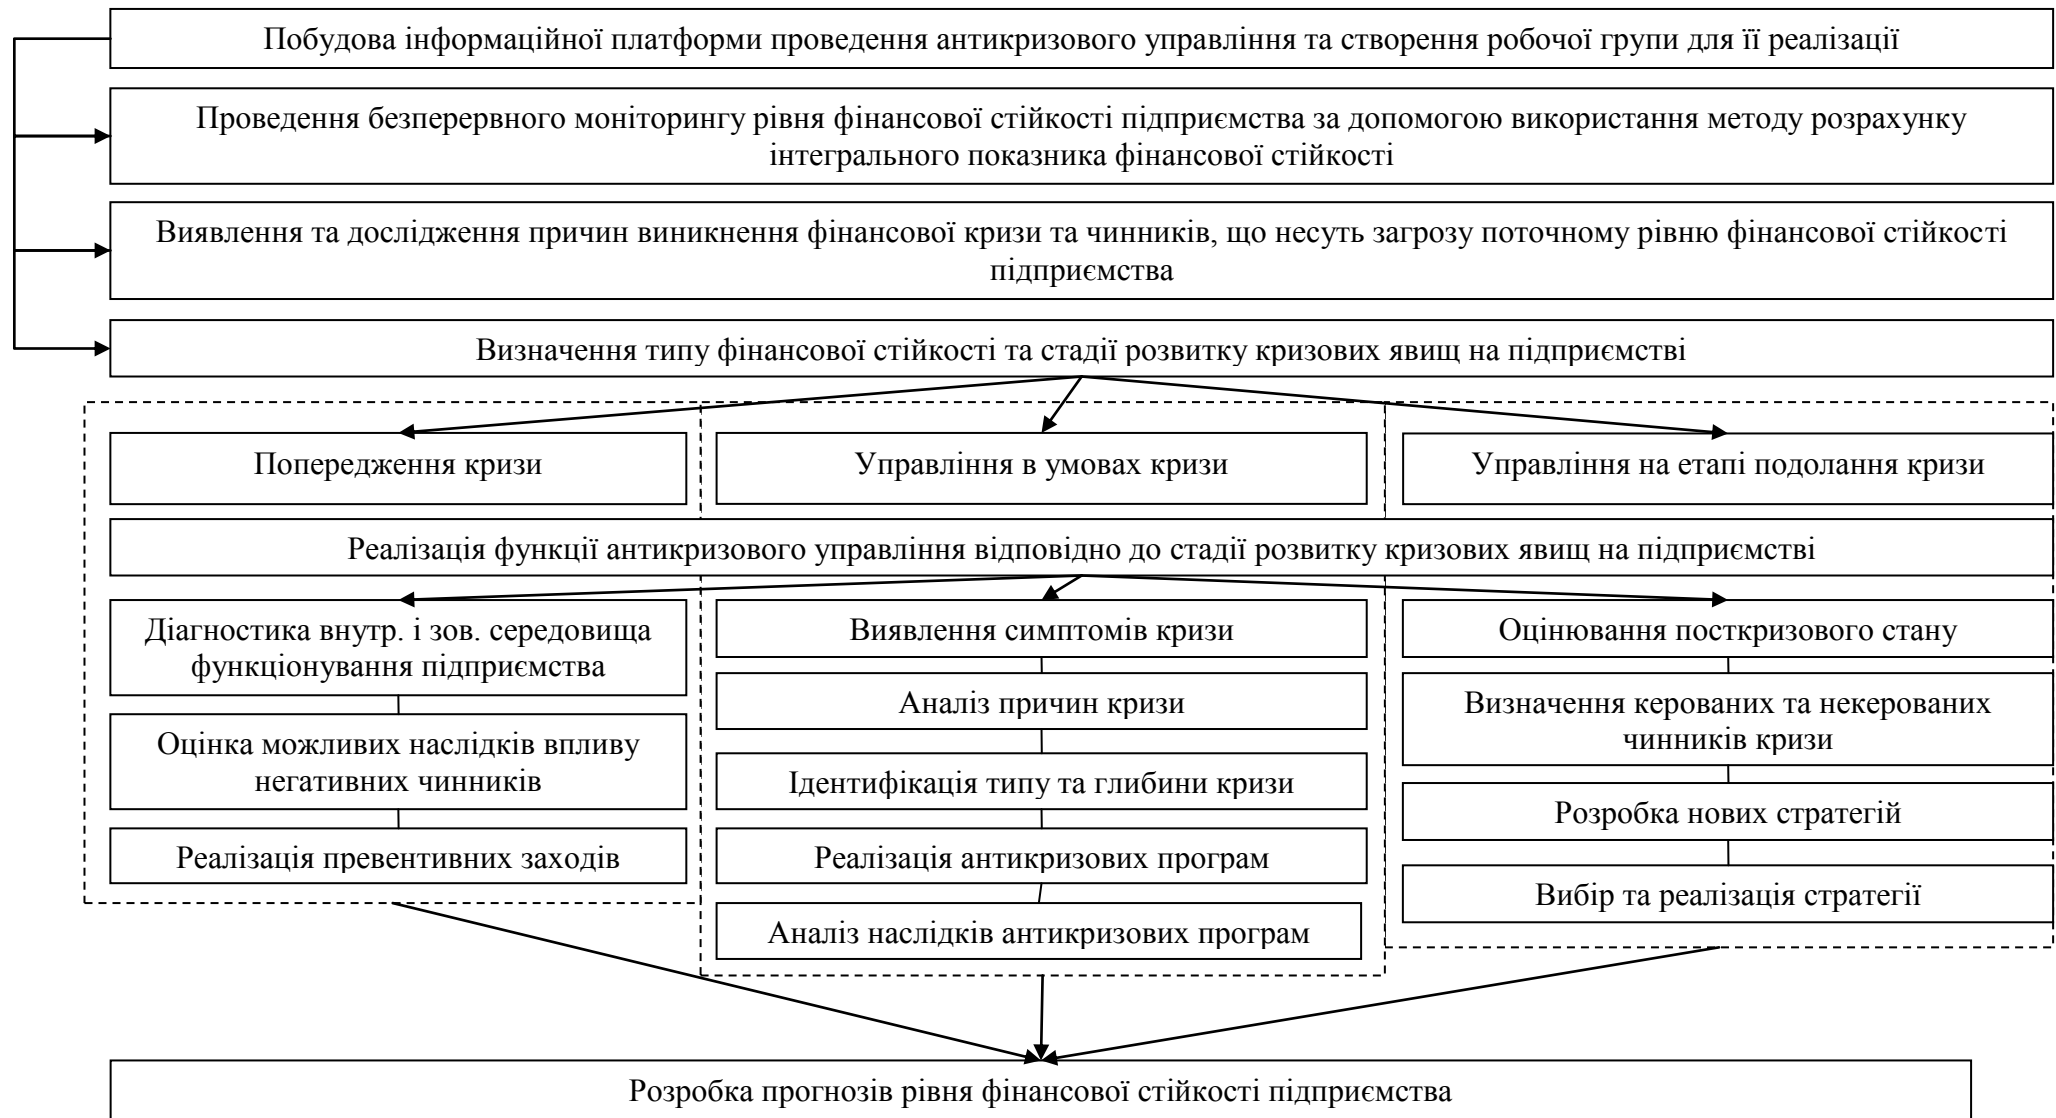 Побудова інформаційної платформи проведення антикризового управління та створення робочої групи для її реалізації
Проведення безперервного моніторингу рівня фінансової стійкості підприємства за допомогою використання методу розрахунку
інтегрального показника фінансової стійкості
Виявлення та дослідження причин виникнення фінансової кризи та чинників, що несуть загрозу поточному рівню фінансової стійкості
підприємства
Визначення типу фінансової стійкості та стадії розвитку кризових явищ на підприємстві
Попередження кризи
Управління в умовах кризи
Управління на етапі подолання кризи
Реалізація функції антикризового управління відповідно до стадії розвитку кризових явищ на підприємстві
Діагностика внутр. і зов. середовища
функціонування підприємства
Оцінка можливих наслідків впливу
негативних чинників
Реалізація превентивних заходів
Виявлення симптомів кризи
Аналіз причин кризи
Ідентифікація типу та глибини кризи
Реалізація антикризових програм
Аналіз наслідків антикризових програм
Оцінювання посткризового стану
Визначення керованих та некерованих
чинників кризи
Розробка нових стратегій
Вибір та реалізація стратегії
Розробка прогнозів рівня фінансової стійкості підприємства